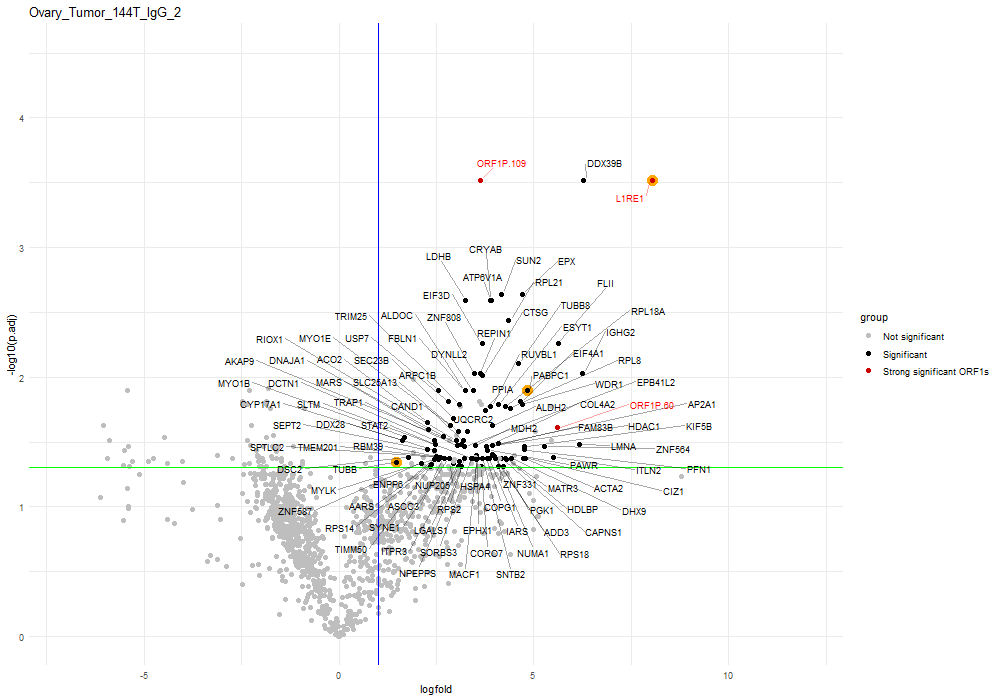 Ovary_Tumor_144T_IgG_2
ORF1P.109
DDX39B
L1RE1
4
CRYAB
3
LDHB
SUN2
EPX
ATP6V1A
RPL21
FLII
EIF3D
TUBB8
CTSG
RPL18A
TRIM25
ALDOC
ZNF808
ESYT1
IGHG2
REPIN1
RIOX1
MYO1E
USP7
FBLN1
DYNLL2
RUVBL1
EIF4A1
RPL8
AKAP9
DNAJA1
ACO2
SEC23B
ARPC1B
PABPC1
2
MYO1B
DCTN1
MARS
SLC25A13
PPIA
WDR1
EPB41L2
CYP17A1
SLTM
TRAP1
CAND1
ALDH2
COL4A2
ORF1P.60
AP2A1
SEPT2
DDX28
STAT2
UQCRC2
MDH2
FAM83B
HDAC1
KIF5B
SPTLC2
TMEM201
RBM39
LMNA
ZNF564
DSC2
TUBB
PAWR
ITLN2
PFN1
MYLK
ENPP6
NUP205
HSPA4
ZNF331
MATR3
ACTA2
CIZ1
ZNF587
AARS
ASCC3
RPS2
COPG1
PGK1
HDLBP
DHX9
1
RPS14
SYNE1
LGALS1
EPHX1
IARS
ADD3
CAPNS1
TIMM50
ITPR3
SORBS3
CORO7
NUMA1
RPS18
NPEPPS
MACF1
SNTB2
0
-5
0
5
10
logfold
-log10(p.adj)
group
Not significant
Significant
Strong significant ORF1s